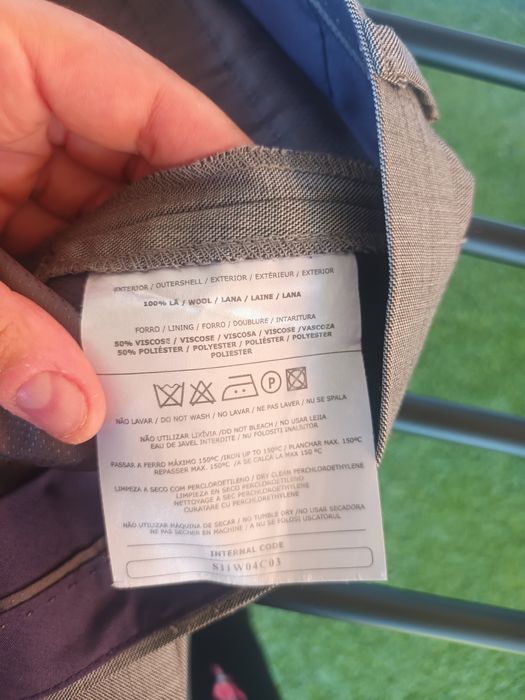 EXTERIOR / OUTERSHELL / EXTERIOR / EXTÉRIEUR / EXTERIOR
100% LÃ / WOOL / LANA / LAINE / LANA
FORRO / LINING / FORRO / DOUBLURE / INTARITURA
50% VISCOSE / VISCOSE / VISCOSA / VISCOSE /VASCOZA
50% POLIÉSTER / POLYESTER / POLIÉSTER / POLYESTER
POLIESTER
P
NÃO LAVAR / DO NOT WASH / NO LAVAR / NE PAS LAVER / NU SE SPALA
NÃO UTILIZAR LIXÍVIA /DO NOT BLEACH / NO USAR LEJIA
EAU DE JAVEL INTERDITE / NU FOLOSITI INALBITOR
PASSAR A FERRO MÁXIMO 150ºC /IRON UP TO 150ºC / PLANCHAR MAX. 150ºC
REPASSER MAX. 150ºC /A SE CALCA LA MAX 150ºC
LIMPEZA A SECO COM PERCLOROETILENO / DRY CLEAN PERCHLOROETHYLENE
LIMPIEZA EN SECO PERCLOROETILENO
NETTOYAGE A SEC PERCHLOROETHYLENE
CURATARE CU PERCHLOROETHYLENE
NÃO UTILIZAR MÁQUINA DE SECAR / NO TUMBLE DRY /NO USAR SECADORA
NE PAS SECHER EN MACHINE / A NU SE FOLOSI USCATORUL
INTERNAL CODE
S11W04C03